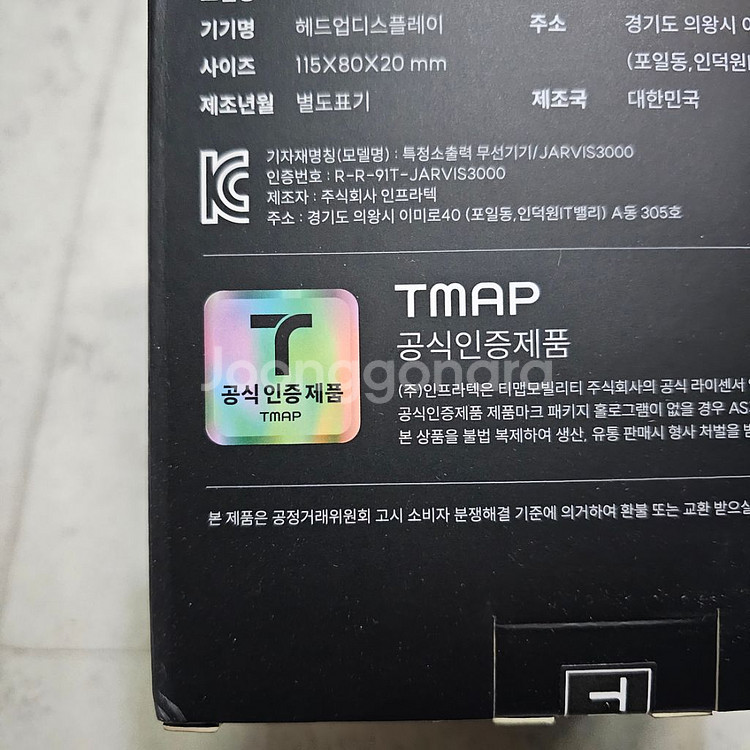 기기명 헤드업디스플레이 주소 경기도 의왕시
사이즈 115X80X20 mm (포일동,인덕원
제조년월 별도표기 제조국 대한민국
기자재명칭(모델명) : 특정소출력 무선기기/JARVIS3000
인증번호 : R-R-91T-JARVIS3000
제조자 : 주식회사 인프라텍
주소 : 경기도 의왕시 이미로40 (포일동,인덕원IT밸리) A동 305호
TMAP
공식인증제품
공식인증제품
TMAP
(주)인프라텍은 티맵모빌리티 주식회사의 공식 라이센서
공식인증제품 제품마크 패키지 홀로그램이 없을 경우 AS
본 상품을 불법 복제하여 생산, 유통 판매시 형사 처벌을
본 제품은 공정거래위원회 고시 소비자 분쟁해결 기준에 의거하여 환불 또는 교환 받으실
Joonggonara